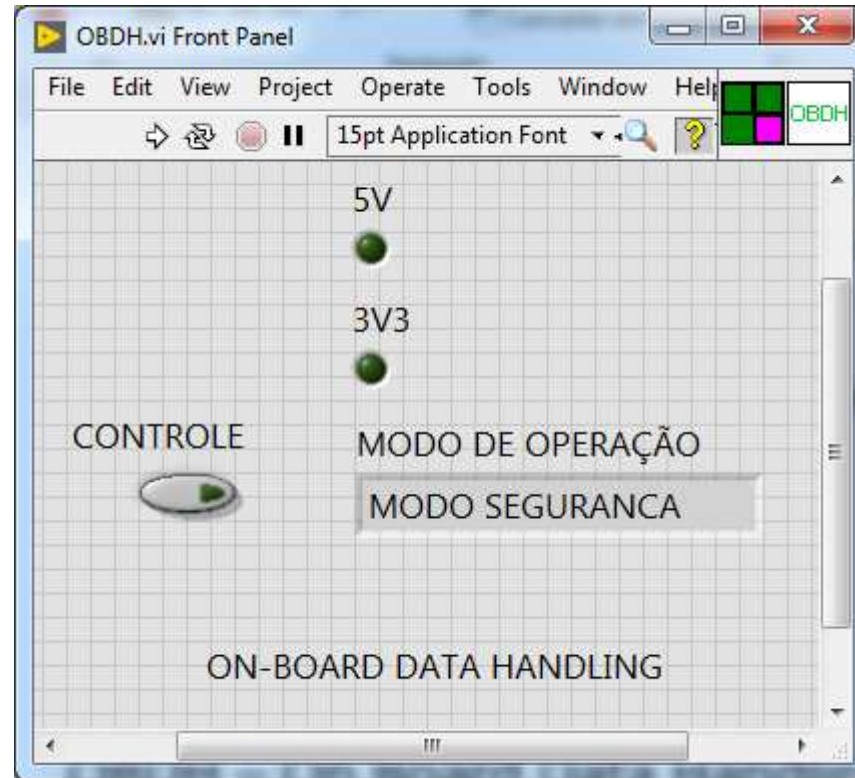 OBDH.vi Front Panel
File Edit View Project Operate Tools Window Help
OBDH
15pt Application Font
5V
3V3
CONTROLE
MODO DE OPERAÇÃO
MODO SEGURANCA
ON-BOARD DATA HANDLING